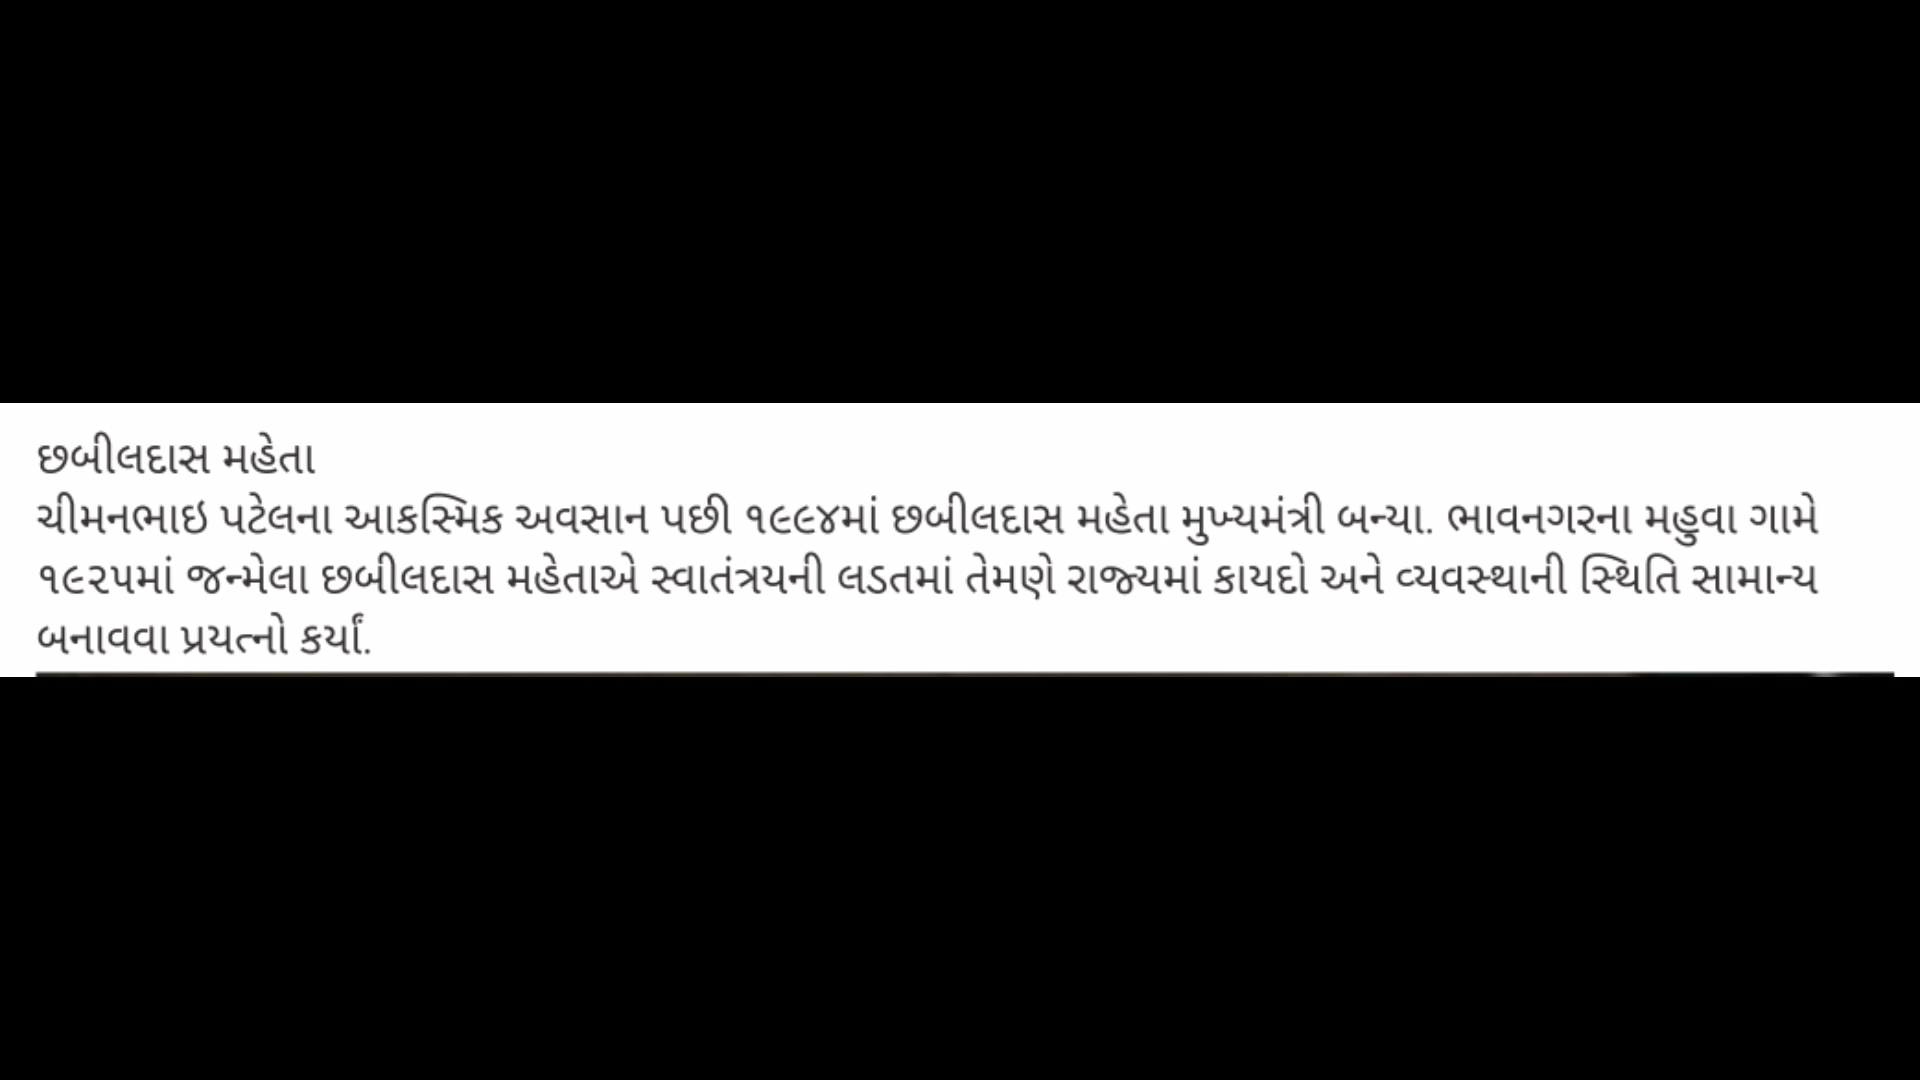 છબીલદાસ મહેતા
ચીમનભાઇ પટેલના આકસ્મિક અવસાન પછી ૧૯૯૪માં છબીલદાસ મહેતા મુખ્યમંત્રી બન્યા. ભાવનગરના મહુવા ગામે
૧૯૨૫માં જન્મેલા છબીલદાસ મહેતાએ સ્વાતંત્રયની લડતમાં તેમણે રાજ્યમાં કાયદો અને વ્યવસ્થાની સ્થિતિ સામાન્ય
બનાવવા પ્રયત્નો કર્યાં.